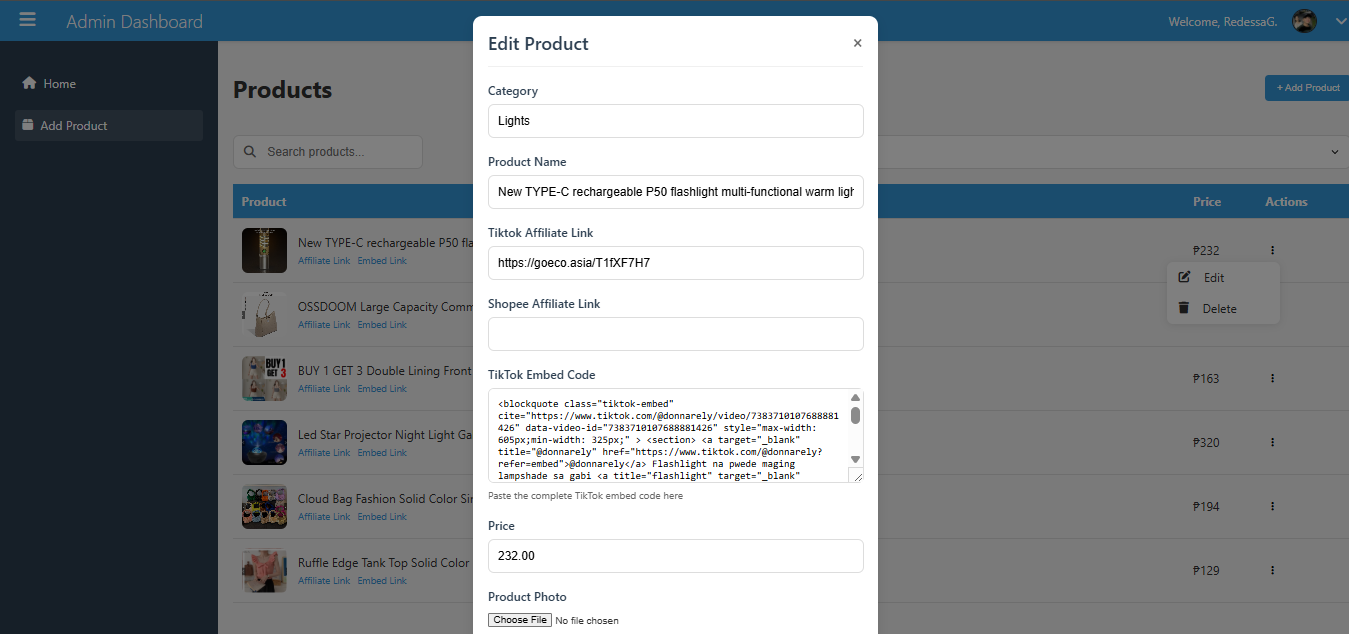 Admin Dashboard
Welcome, RedessaG.
Home
Add Product
Products
+ Add Product
Search products...
Product
Price
Actions
New TYPE-C rechargeable P50 fla
Affiliate Link Embed Link
₱232
OSSDOOM Large Capacity Comm
Affiliate Link Embed Link
BUY 1 GET 3 Double Lining Front
Affiliate Link Embed Link
₱163
Led Star Projector Night Light Ga
Affiliate Link Embed Link
₱320
Cloud Bag Fashion Solid Color Sin
Affiliate Link Embed Link
₱194
Ruffle Edge Tank Top Solid Color
Affiliate Link Embed Link
₱129
BUY 1
GET 3
Edit
Delete
Edit Product
×
Category
Lights
Product Name
New TYPE-C rechargeable P50 flashlight multi-functional warm ligh
Tiktok Affiliate Link
https://goeco.asia/T1fXF7H7
Shopee Affiliate Link
TikTok Embed Code
<blockquote class="tiktok-embed"
cite="https://www.tiktok.com/@donnarely/video/7383710107688881
426" data-video-id="7383710107688881426" style="max-width:
605px;min-width: 325px;" > <section> <a target="_blank"
title="@donnarely" href="https://www.tiktok.com/@donnarely?
refer=embed">@donnarely</a> Flashlight na pwede maging
lampshade sa gabi <a title="flashlight" target="_blank"
Paste the complete TikTok embed code here
Price
232.00
Product Photo
Choose File No file chosen